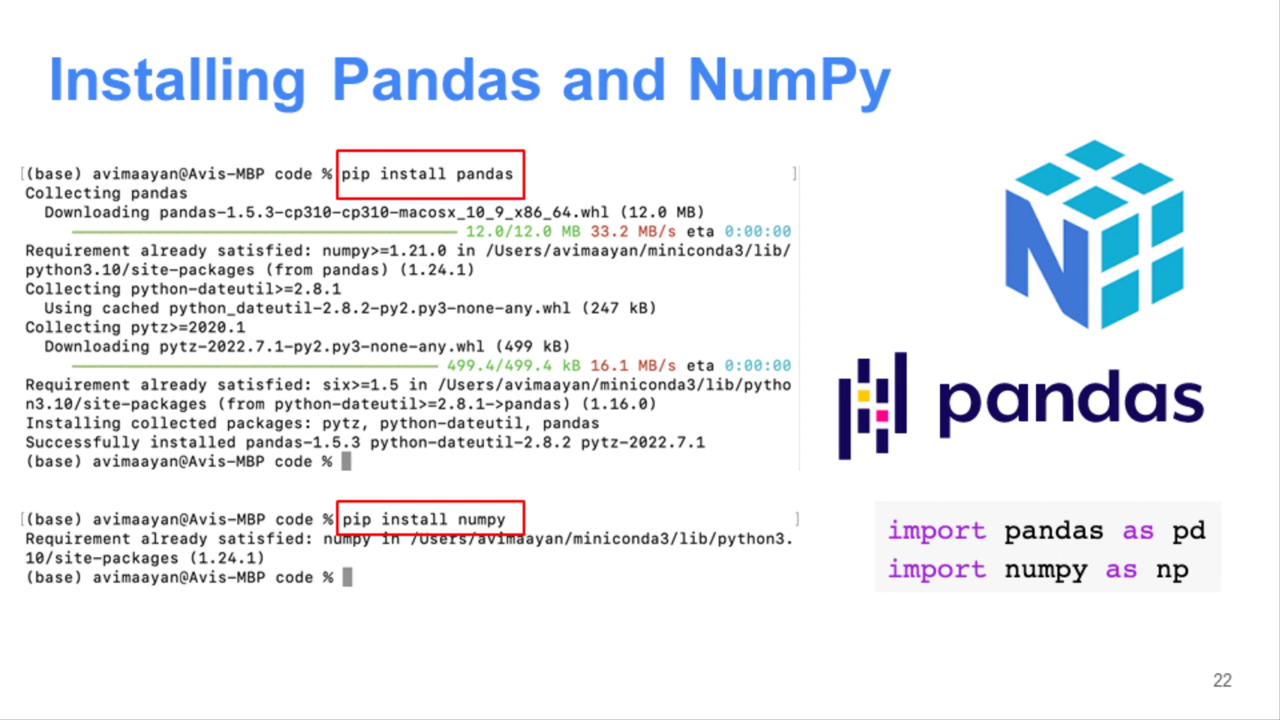 Installing Pandas and NumPy
[(base) avimaayan@Avis-MBP code % pip install pandas ]
Collecting pandas
Downloading pandas-1.5.3-cp310-cp310-macosx_10_9_x86_64.whl (12.0 MB)
12.0/12.0 MB 33.2 MB/s eta 0:00:00
Requirement already satisfied: numpy>=1.21.0 in /Users/avimaayan/miniconda3/lib/
python3.10/site-packages (from pandas) (1.24.1)
Collecting python-dateutil>=2.8.1
Using cached python_dateutil-2.8.2-py2.py3-none-any.whl (247 kB)
Collecting pytz>=2020.1
Downloading pytz-2022.7.1-py2.py3-none-any.whl (499 kB)
499.4/499.4 kB 16.1 MB/s eta 0:00:00
Requirement already satisfied: six>=1.5 in /Users/avimaayan/miniconda3/lib/pytho
n3.10/site-packages (from python-dateutil>=2.8.1->pandas) (1.16.0)
Installing collected packages: pytz, python-dateutil, pandas
Successfully installed pandas-1.5.3 python-dateutil-2.8.2 pytz-2022.7.1
(base) avimaayan@Avis-MBP code %
[(base) avimaayan@Avis-MBP code % pip install numpy ]
Requirement already satisfied: numpy in /Users/avimaayan/miniconda3/lib/python3.
10/site-packages (1.24.1)
(base) avimaayan@Avis-MBP code %
N
pandas
import pandas as pd
import numpy as np
22